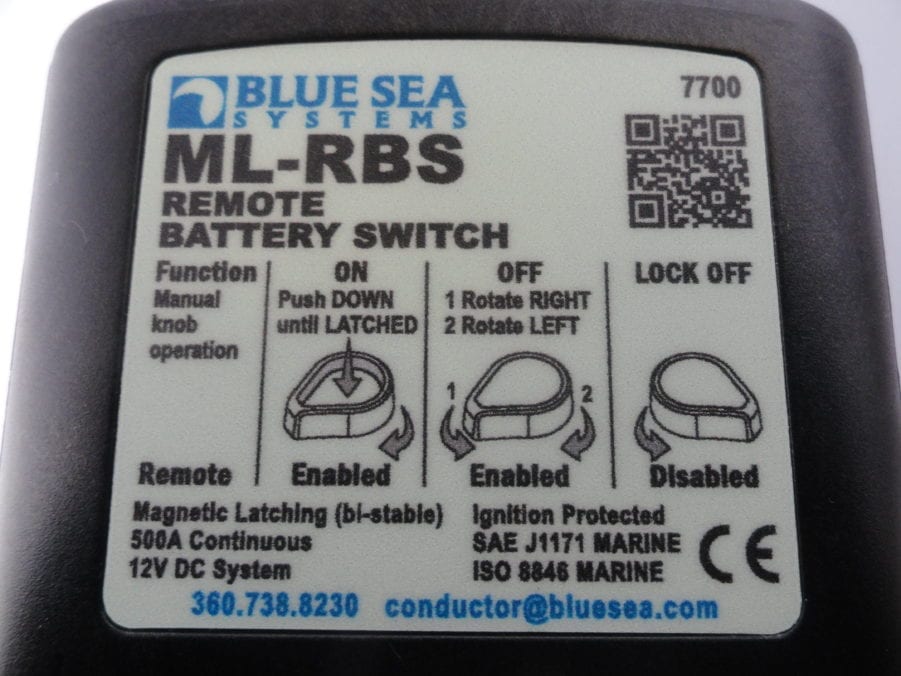 BLUE SEA
SYSTEMS
7700
ML-RBS
REMOTE
BATTERY SWITCH
Function ON OFF LOCK OFF
Manual knob operation
Push DOWN
until LATCHED
1 Rotate RIGHT
2 Rotate LEFT
1 2
Remote Enabled Enabled Disabled
Magnetic Latching (bi-stable)
500A Continuous
12V DC System
Ignition Protected
SAE J1171 MARINE
ISO 8846 MARINE
CE
360.738.8230 conductor@bluesea.com